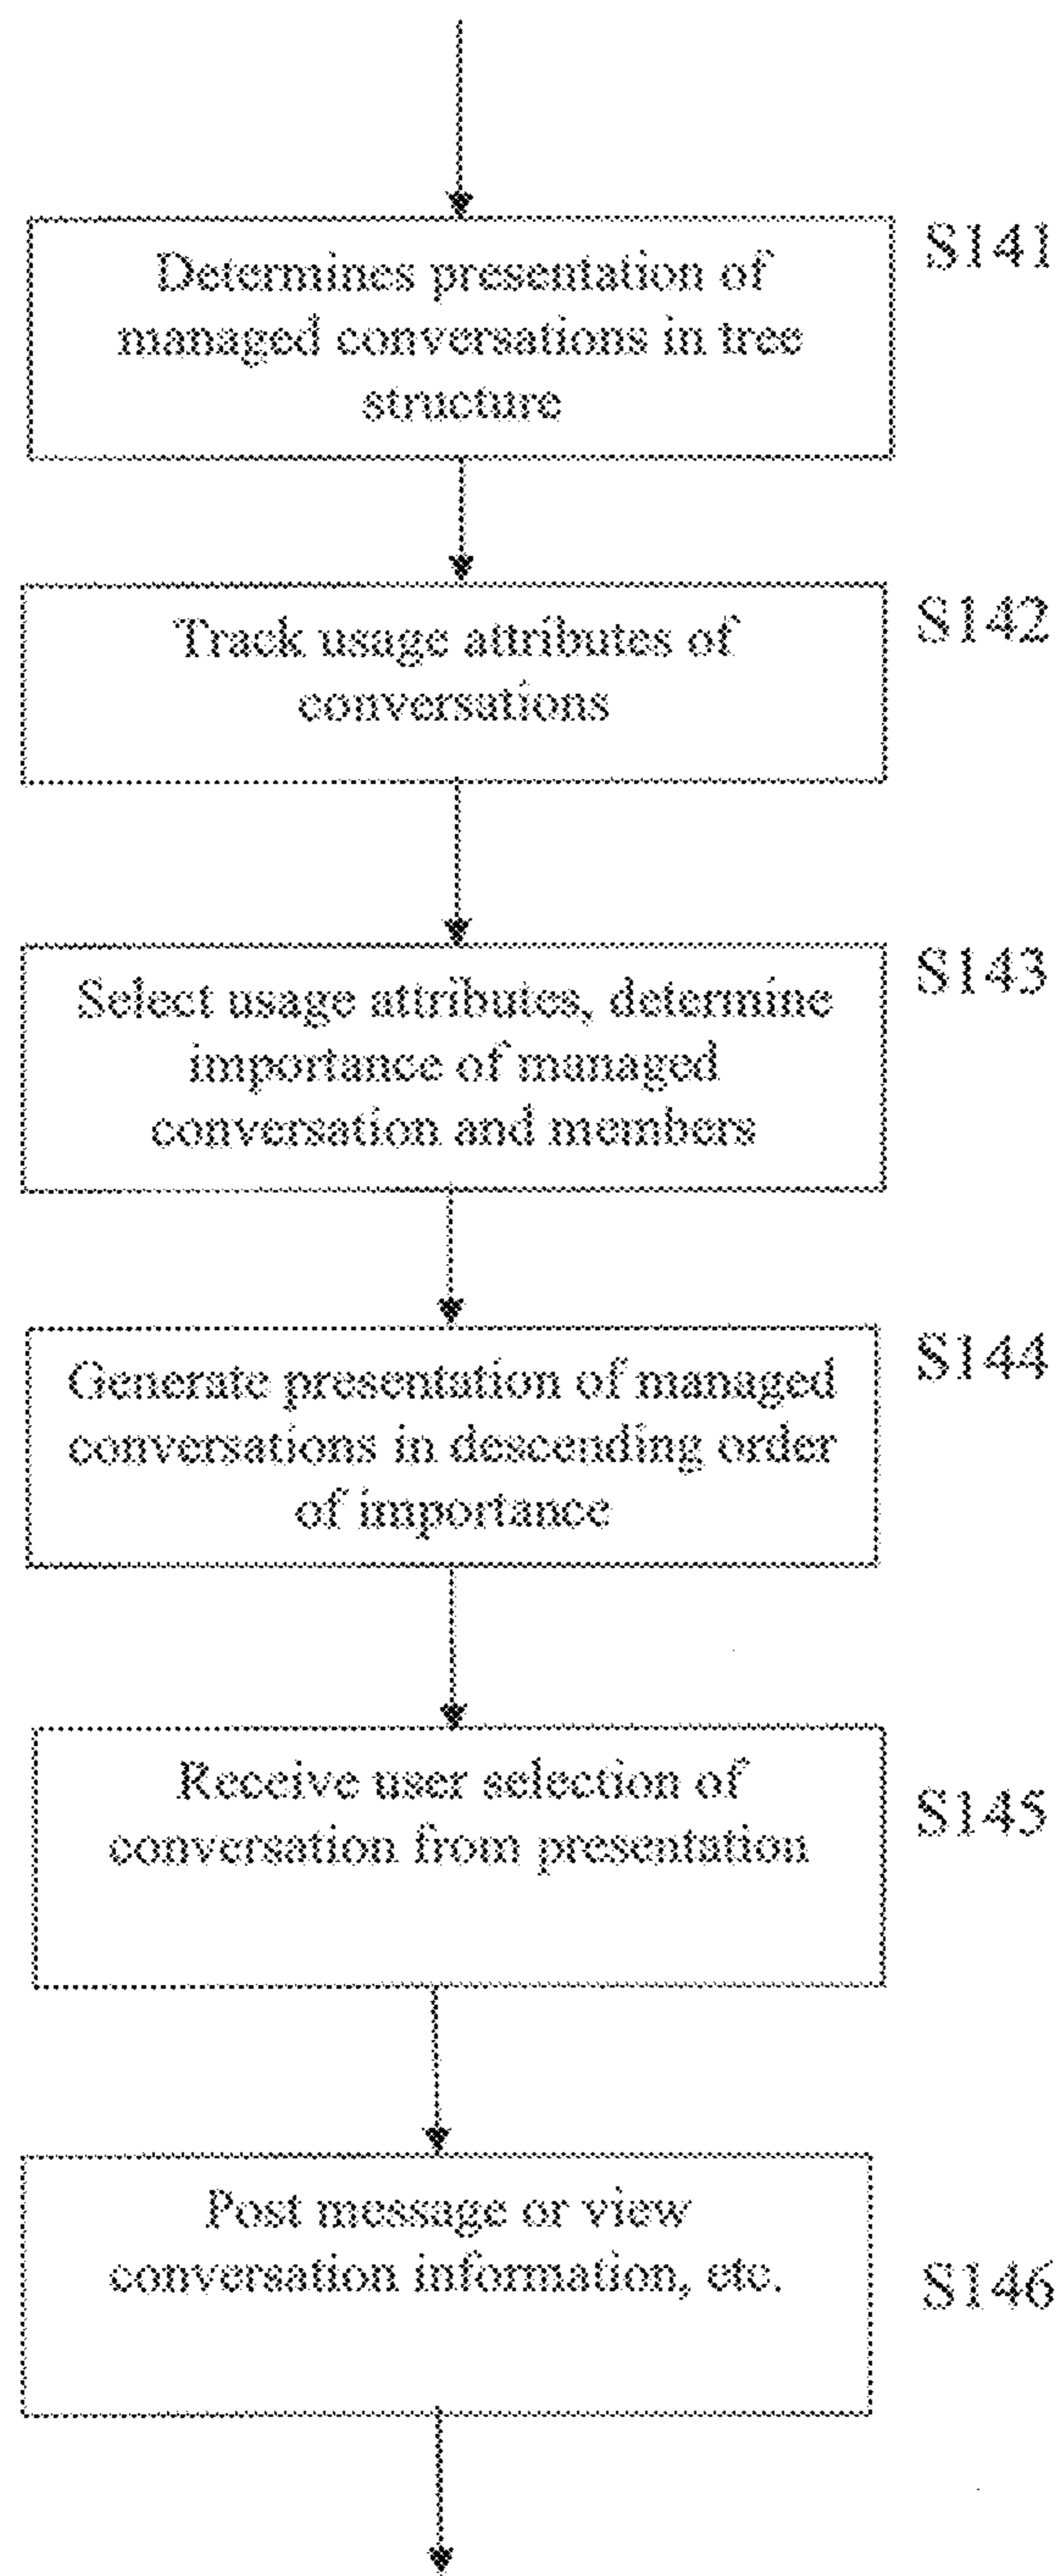 Determines presentation of
managed conversations in tree
structure
S141
Track usage attributes of
conversations
S142
Select usage attributes, determine
importance of managed
conversation and members
S143
Generate presentation of managed
conversations in descending order
of importance
S144
Receive user selection of
conversation from presentation
S145
Post message or view
conversation information, etc.
S146